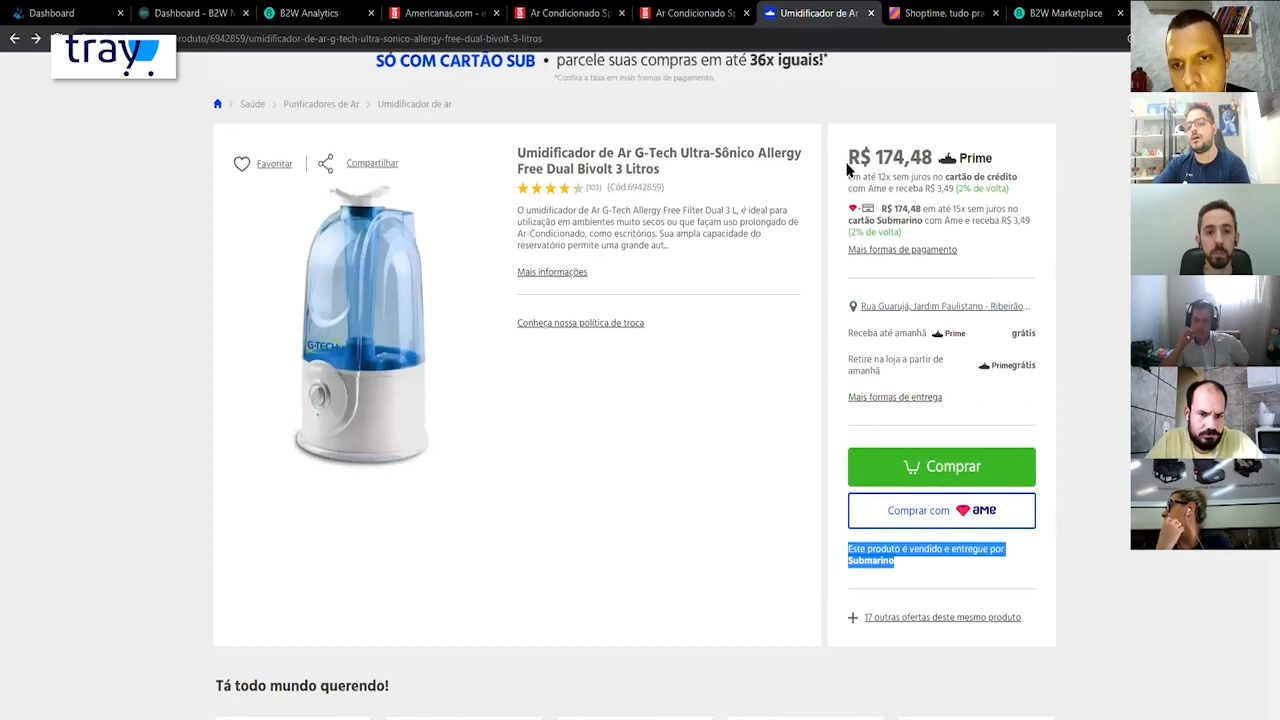 Dashboard
Dashboard - B2W M
B2W Analytics
Americanas.com - e
Ar Condicionado Sp
Ar Condicionado Sp
Umidificador de Ar
Shoptime, tudo pra
B2W Marketplace
tray
roduto/6942859/umidificador-de-ar-g-tech-ultra-sonico-allergy-free-dual-bivolt-3-litros
SÓ COM CARTÃO SUB • parcele suas compras em até 36x iguais!*
*Confira a taxa em mais formas de pagamento.
Saúde > Purificadores de Ar > Umidificador de ar
Favoritar
Compartilhar
G-TECH
Umidificador de Ar G-Tech Ultra-Sônico Allergy
Free Dual Bivolt 3 Litros
(103) (Cód.6942859)
O umidificador de Ar G-Tech Allergy Free Filter Dual 3 L, é ideal para
utilização em ambientes muito secos ou que façam uso prolongado de
Ar-Condicionado, como escritórios. Sua ampla capacidade do
reservatório permite uma grande aut...
Mais informações
Conheça nossa política de troca
R$ 174,48 Prime
em até 12x sem juros no cartão de crédito
com Ame e receba R$ 3,49 (2% de volta)
R$ 174,48 em até 15x sem juros no
cartão Submarino com Ame e receba R$ 3,49
(2% de volta)
Mais formas de pagamento
Rua Guarujá, Jardim Paulistano - Ribeirão...
Receba até amanhã Prime grátis
Retire na loja a partir de
amanhã Prime grátis
Mais formas de entrega
Comprar
Comprar com ame
Este produto é vendido e entregue por
Submarino
+ 17 outras ofertas deste mesmo produto
Tá todo mundo querendo!